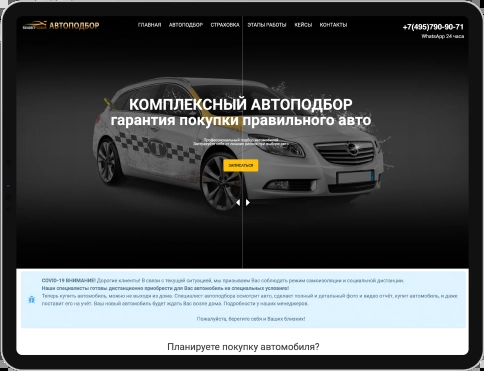 АВТОПОДБОР
ГЛАВНАЯ АВТОПОДБОР СТРАХОВКА ЭТАПЫ РАБОТЫ КЕЙСЫ КОНТАКТЫ
+7(495)790-90-71
WhatsApp 24 часа
КОМПЛЕКСНЫЙ АВТОПОДБОР
гарантия покупки правильного авто
Профессиональный подбор автомобилей
ЗАПИСАТЬСЯ
COVID-19 ВНИМАНИЕ! Дорогие клиенты! В связи с текущей ситуацией, мы призываем Вас соблюдать режим самоизоляции и социальной дистанции.
Наши специалисты готовы дистанционно приобрести для Вас автомобиль на специальных условиях!
Теперь купить автомобиль, можно не выходя из дома. Специалист автоподбора осмотрит авто, сделает полный и детальный фото и видео отчёт, купит автомобиль, и даже
поставит его на учёт. Ваш новый автомобиль будет ждать Вас возле дома. Подробности у наших менеджеров.
Пожалуйста, берегите себя и Ваших близких!
Планируете покупку автомобиля?